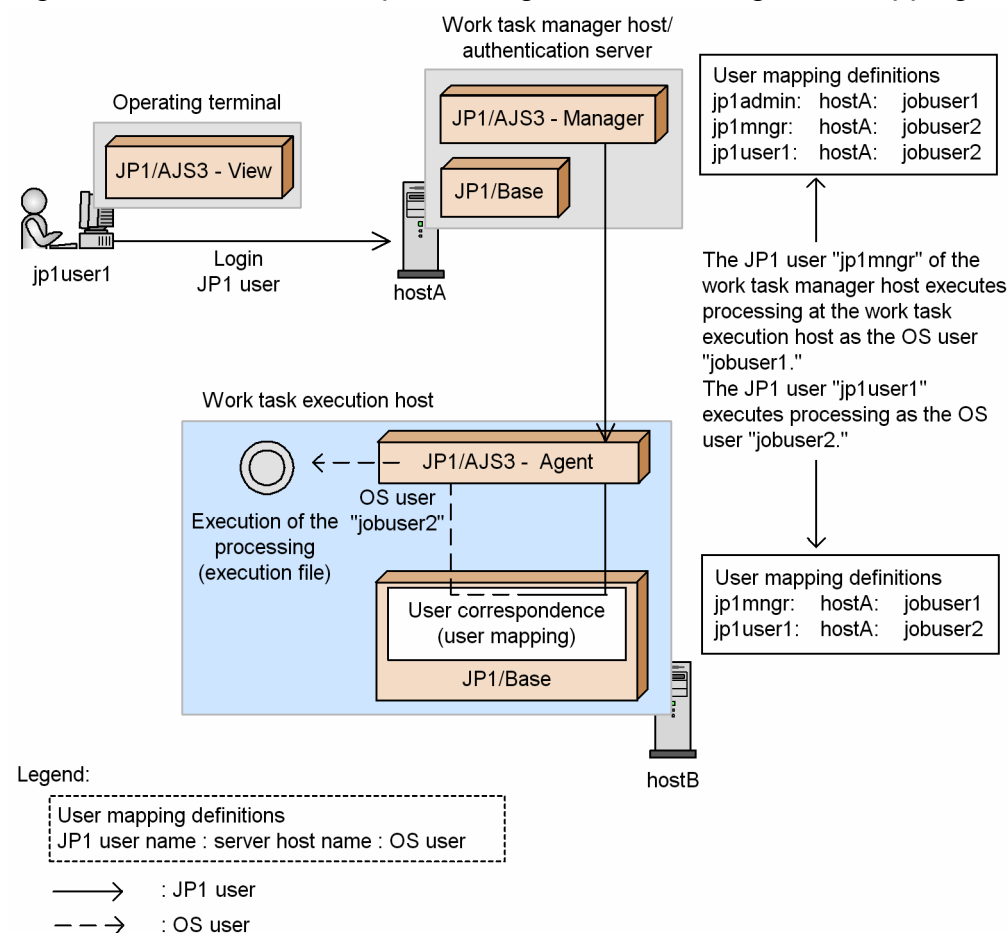 Work task manager host/
authentication server
Operating terminal
JP1/AJS3 - View
JP1/AJS3 - Manager
JP1/Base
User mapping definitions
jp1admin: hostA: jobuser1
jp1mngr: hostA: jobuser2
jp1user1: hostA: jobuser2
jp1user1
Login
JP1 user
hostA
The JP1 user "jp1mngr" of the
work task manager host executes
processing at the work task
execution host as the OS user
"jobuser1."
The JP1 user "jp1user1"
executes processing as the OS
user "jobuser2."
Work task execution host
JP1/AJS3 - Agent
OS user
"jobuser2"
Execution of the
processing
(execution file)
User correspondence
(user mapping)
JP1/Base
User mapping definitions
jp1mngr: hostA: jobuser1
jp1user1: hostA: jobuser2
hostB
Legend:
User mapping definitions
JP1 user name : server host name : OS user
: JP1 user
: OS user